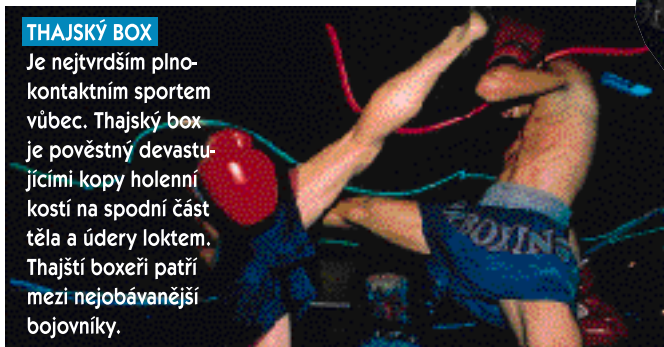 THAJSKÝ BOX
Je nejtvrdším plno-
kontaktním sportem
vůbec. Thajský box
je pověstný devastu-
jícími kopy holenní
kostí na spodní část
těla a údery loktem.
Thajští boxeři patří
mezi nejobávanější
bojovníky.
BOXING